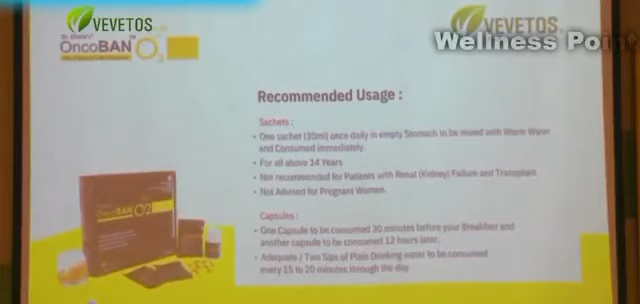 VEVETOS
VEVETOS
Wellness Point
OncoBAN O2
Recommended Usage :
Sachets :
• One sachet (30ml) once daily in empty Stomach to be mixed with Warm Water
and Consumed immediately.
• For all above 14 Years
• Not recommended for Patients with Renal (Kidney) Failure and Transplant.
• Not Advised for Pregnant Women.
Capsules :
• One Capsule to be consumed 30 minutes before your Breakfast and
another capsule to be consumed 12 hours later.
• Adequate / Two Sips of Plain Drinking water to be consumed
every 15 to 20 minutes through the day
OncoBAN O2